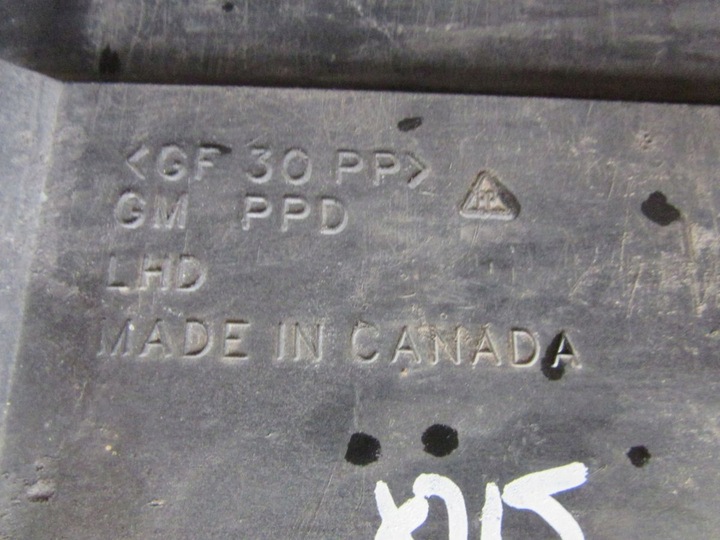 <GF 30 PP>
GM PPD
LHD
MADE IN CANADA